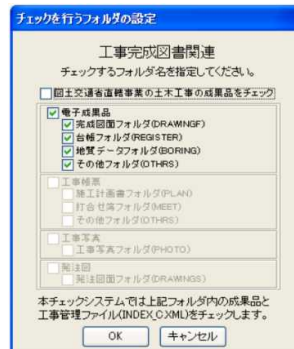 チェックを行うフォルダの設定
工事完成図書関連
チェックするフォルダ名を指定してください。
国土交通省直轄事業の土木工事の成果品をチェック
電子成果品
完成図面フォルダ(DRAWINGF)
台帳フォルダ(REGISTER)
地質データフォルダ(BORING)
その他フォルダ(OTHRS)
工事帳票
施工計画書フォルダ(PLAN)
打合せ簿フォルダ(MEET)
その他フォルダ(OTHRS)
工事写真
工事写真フォルダ(PHOTO)
発注図
発注図面フォルダ(DRAWINGS)
本チェックシステムでは上記フォルダ内の成果品と
工事管理ファイル(INDEX_C.XML)をチェックします。
OK
キャンセル